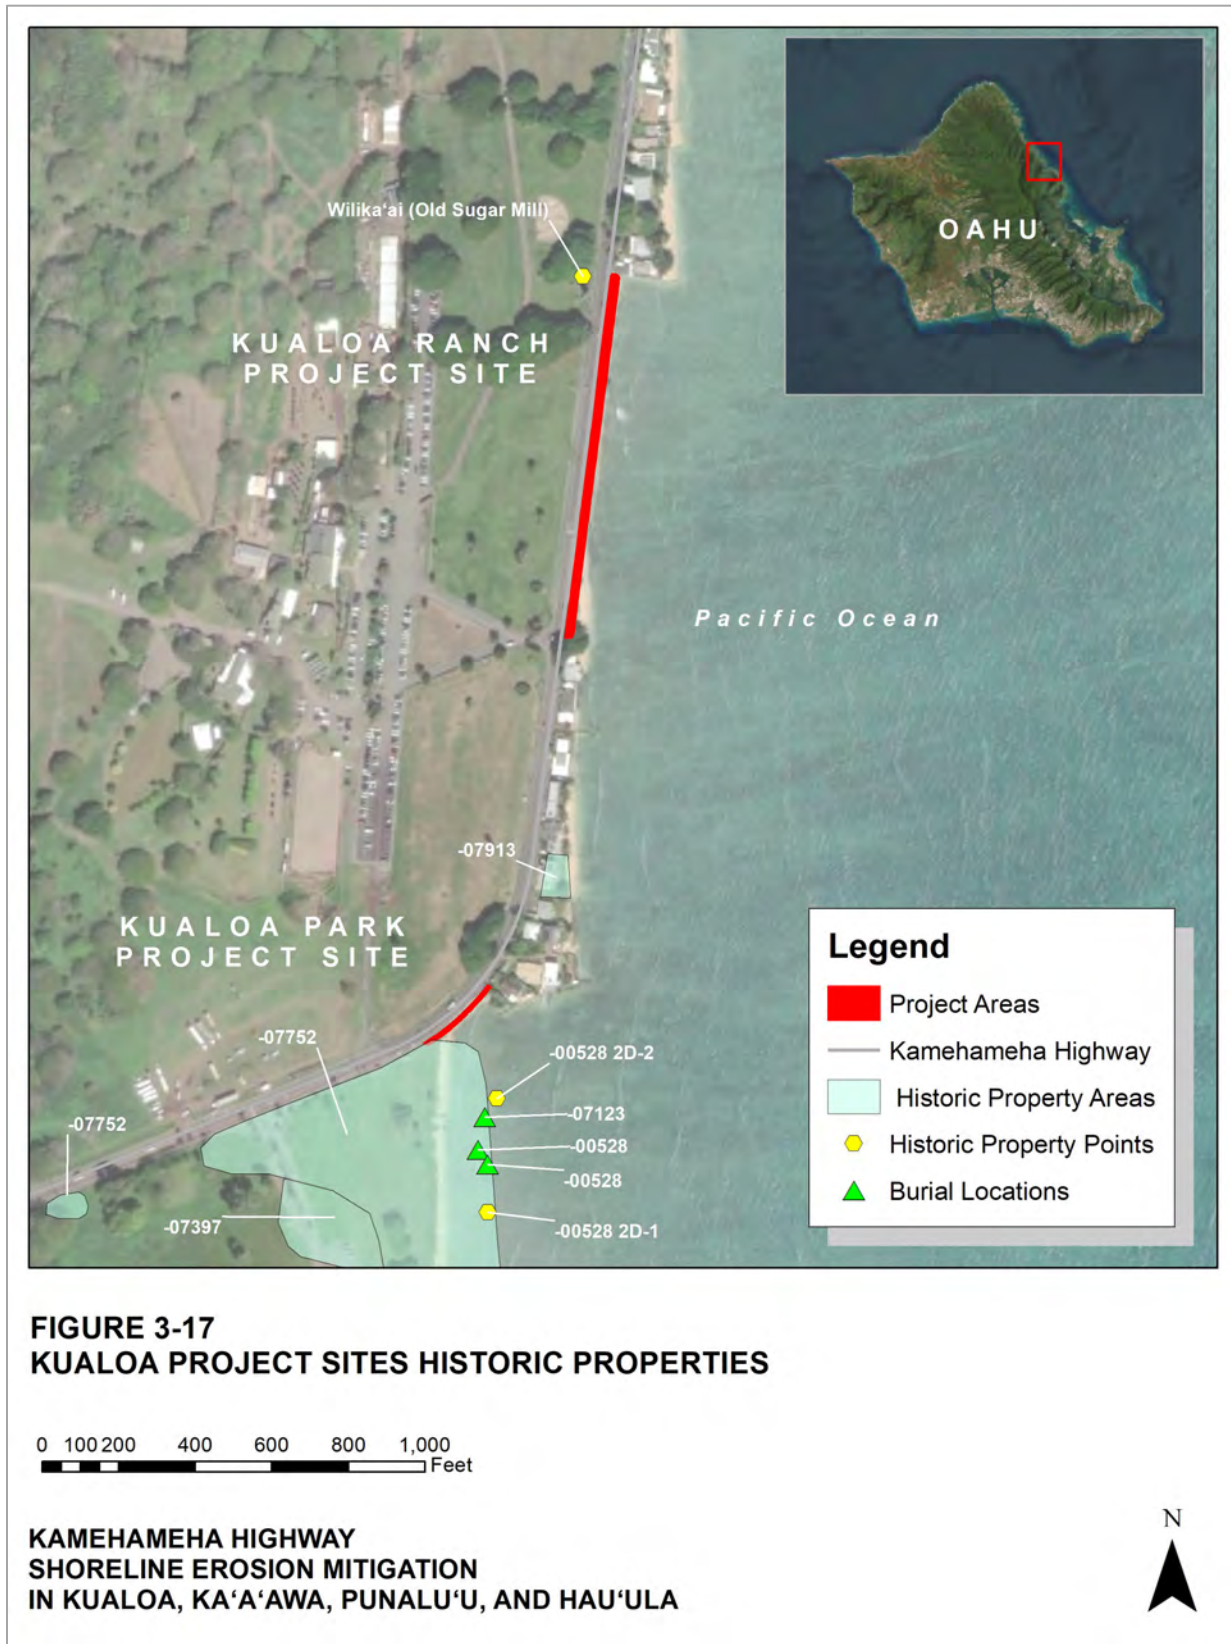 OAHU
Wilika‘ai (Old Sugar Mill)
KUALOA RANCH
PROJECT SITE
Pacific Ocean
-07913
KUALOA PARK
PROJECT SITE
-07752
-00528 2D-2
-07123
-07752
-00528
-00528
-07397
-00528 2D-1
Legend
Project Areas
Kamehameha Highway
Historic Property Areas
Historic Property Points
Burial Locations
FIGURE 3-17
KUALOA PROJECT SITES HISTORIC PROPERTIES
0 100 200 400 600 800 1,000
Feet
KAMEHAMEHA HIGHWAY
SHORELINE EROSION MITIGATION
IN KUALOA, KA‘A‘AWA, PUNALU‘U, AND HAU‘ULA
N